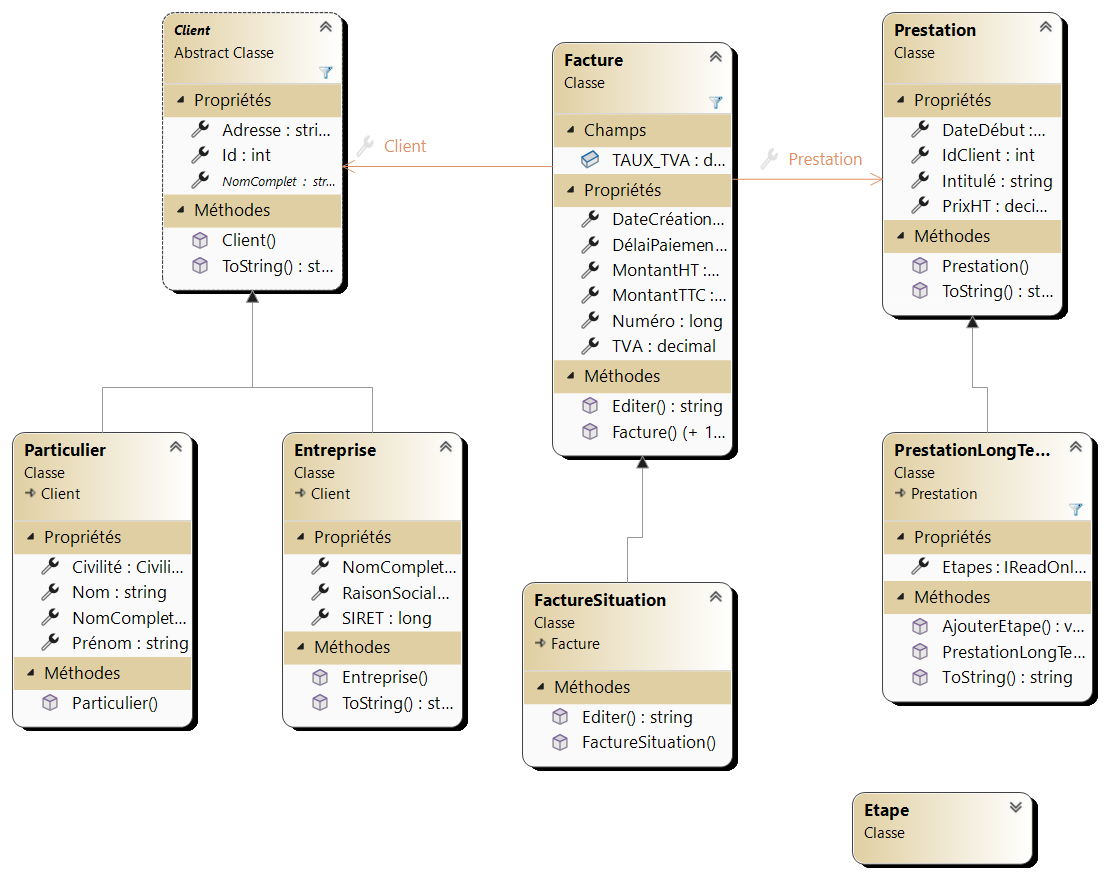 Client
Abstract Classe
Propriétés
Adresse : stri...
Id : int
NomComplet : str...
Méthodes
Client()
ToString() : st...
Client
Facture
Classe
Champs
TAUX_TVA : d...
Propriétés
DateCréation...
DélaiPaiemen...
MontantHT :...
MontantTTC :...
Numéro : long
TVA : decimal
Méthodes
Editer() : string
Facture() (+ 1...
Prestation
Prestation
Classe
Propriétés
DateDébut :...
IdClient : int
Intitulé : string
PrixHT : deci...
Méthodes
Prestation()
ToString() : st...
Particulier
Classe
Client
Propriétés
Civilité : Civili...
Nom : string
NomComplet...
Prénom : string
Méthodes
Particulier()
Entreprise
Classe
Client
Propriétés
NomComplet...
RaisonSocial...
SIRET : long
Méthodes
Entreprise()
ToString() : st...
FactureSituation
Classe
Facture
Méthodes
Editer() : string
FactureSituation()
PrestationLongTe...
Classe
Prestation
Propriétés
Etapes : IReadOnl...
Méthodes
AjouterEtape() : v...
PrestationLongTe...
ToString() : string
Etape
Classe